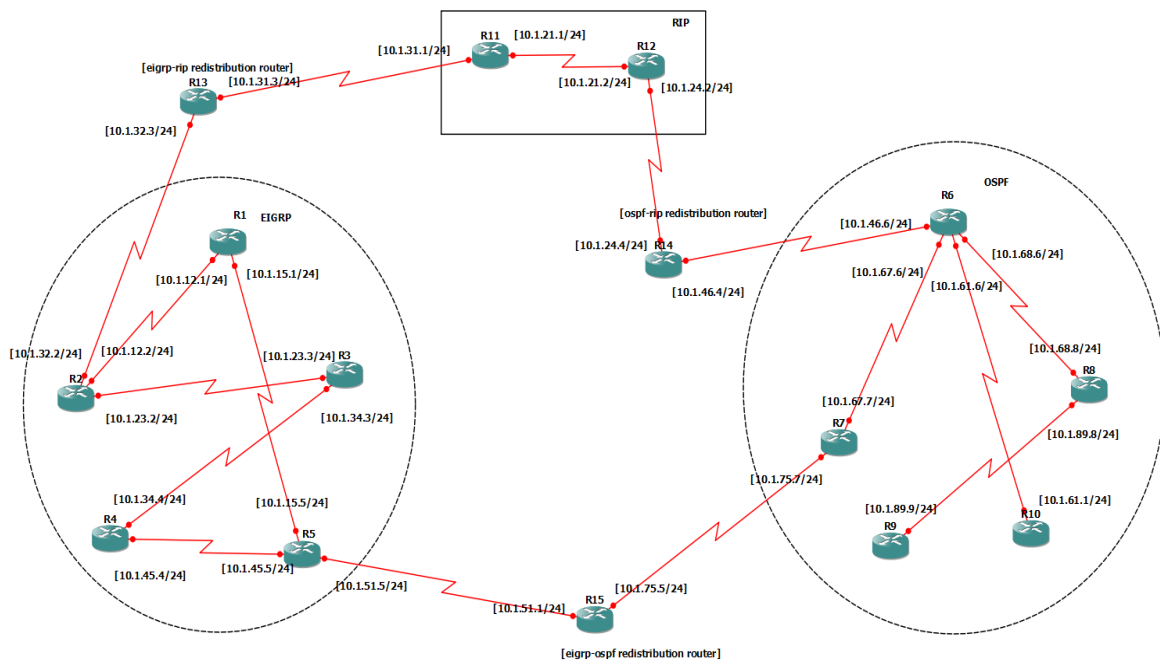 RIP
R11
[10.1.21.1/24]
[10.1.31.1/24]
R12
[eigrp-rip redistribution router]
R13
[10.1.31.3/24]
[10.1.21.2/24]
[10.1.24.2/24]
[10.1.32.3/24]
OSPF
R6
R1
EIGRP
[ospf-rip redistribution router]
[10.1.46.6/24]
[10.1.24.4/24]
R14
[10.1.68.6/24]
[10.1.15.1/24]
[10.1.12.1/24]
[10.1.67.6/24]
[10.1.61.6/24]
[10.1.46.4/24]
[10.1.68.8/24]
[10.1.32.2/24]
[10.1.12.2/24]
[10.1.23.3/24]
R3
R2
R8
[10.1.23.2/24]
[10.1.34.3/24]
[10.1.67.7/24]
R7
[10.1.89.8/24]
[10.1.75.7/24]
[10.1.34.4/24]
[10.1.15.5/24]
[10.1.61.1/24]
[10.1.89.9/24]
R10
R4
R5
R9
[10.1.45.4/24]
[10.1.45.5/24]
[10.1.51.5/24]
[10.1.75.5/24]
R15
[10.1.51.1/24]
[eigrp-ospf redistribution router]